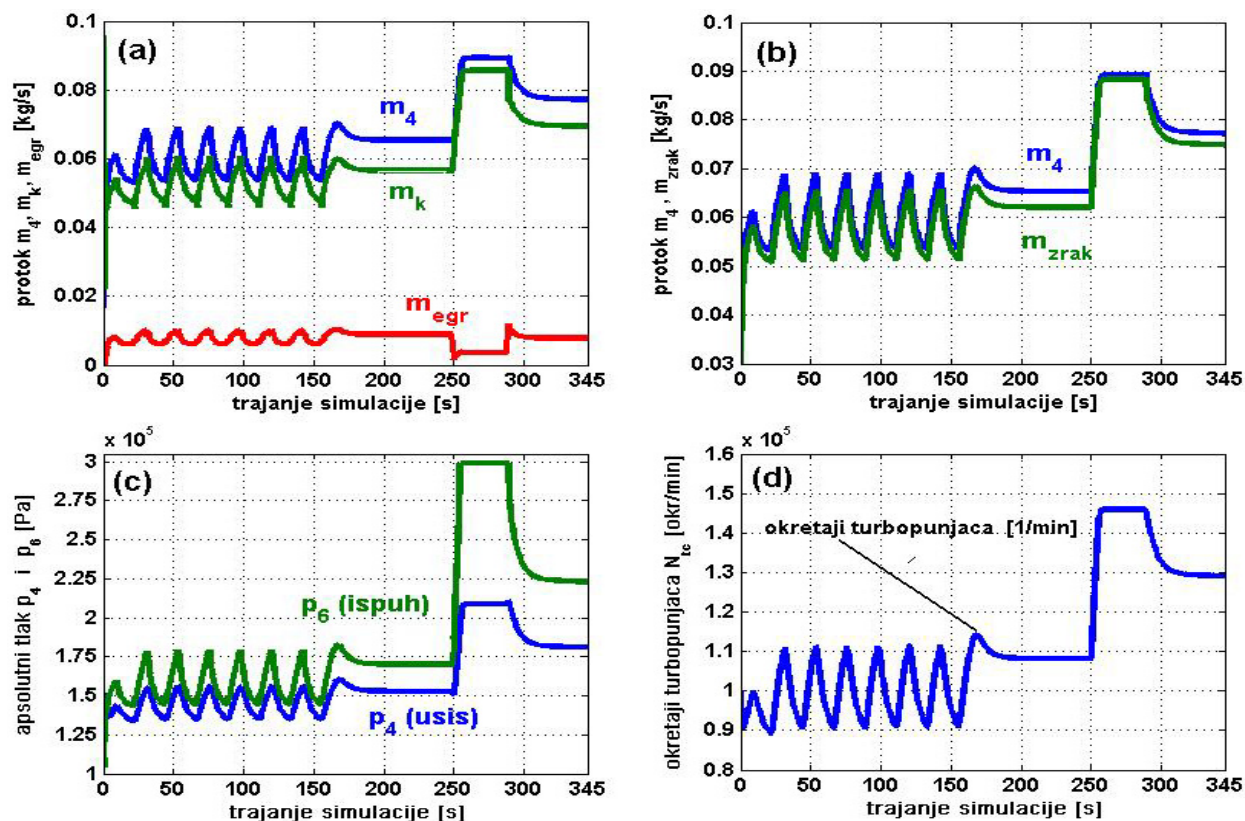 (a)
protok m4, mk, megr [kg/s]
0.1
0.08
0.06
0.04
0.02
0
m4
mk
megr
0 50 100 150 200 250 300 345
trajanje simulacije [s]
(b)
protok m4 , mzrak [kg/s]
0.1
0.09
0.08
0.07
0.06
0.05
0.04
0.03
m4
mzrak
0 50 100 150 200 250 300 345
trajanje simulacije [s]
x 10^5
(c)
apsolutni tlak p4 i p6 [Pa]
3
2.75
2.5
2.25
2
1.75
1.5
1.25
1
p6 (ispuh)
p4 (usis)
0 50 100 150 200 250 300 345
trajanje simulacije [s]
x 10^5
(d)
okretaji turbopunjaca Ntc [okr/min]
1.6
1.5
1.4
1.3
1.2
1.1
1
0.9
0.8
okretaji turbopunjaca [1/min]
0 50 100 150 200 250 300 345
trajanje simulacije [s]